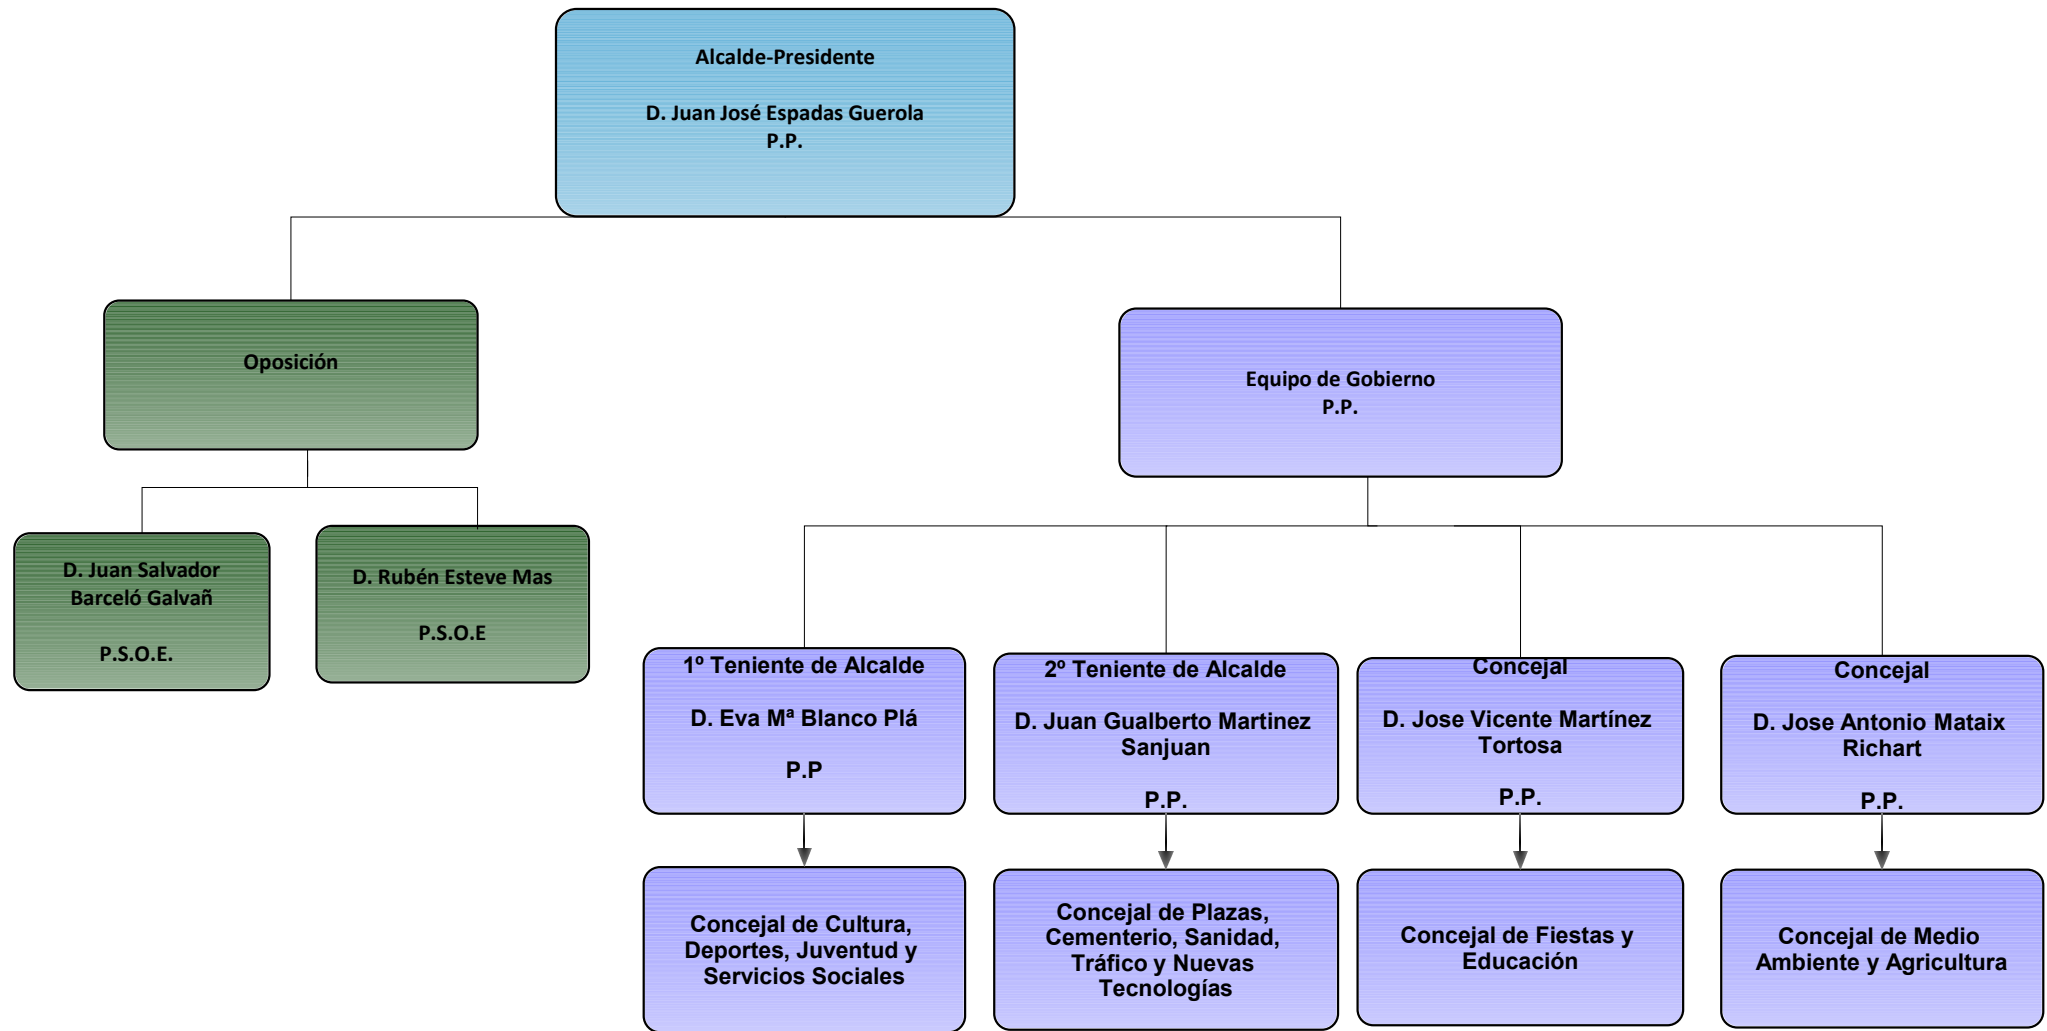 Alcalde-Presidente
D. Juan José Espadas Guerola
P.P.
Oposición
Equipo de Gobierno
P.P.
D. Juan Salvador
Barceló Galvañ
P.S.O.E.
D. Rubén Esteve Mas
P.S.O.E
1º Teniente de Alcalde
D. Eva Mª Blanco Plá
P.P
2º Teniente de Alcalde
D. Juan Gualberto Martinez
Sanjuan
P.P.
Concejal
D. Jose Vicente Martínez
Tortosa
P.P.
Concejal
D. Jose Antonio Mataix
Richart
P.P.
Concejal de Cultura,
Deportes, Juventud y
Servicios Sociales
Concejal de Plazas,
Cementerio, Sanidad,
Tráfico y Nuevas
Tecnologías
Concejal de Fiestas y
Educación
Concejal de Medio
Ambiente y Agricultura